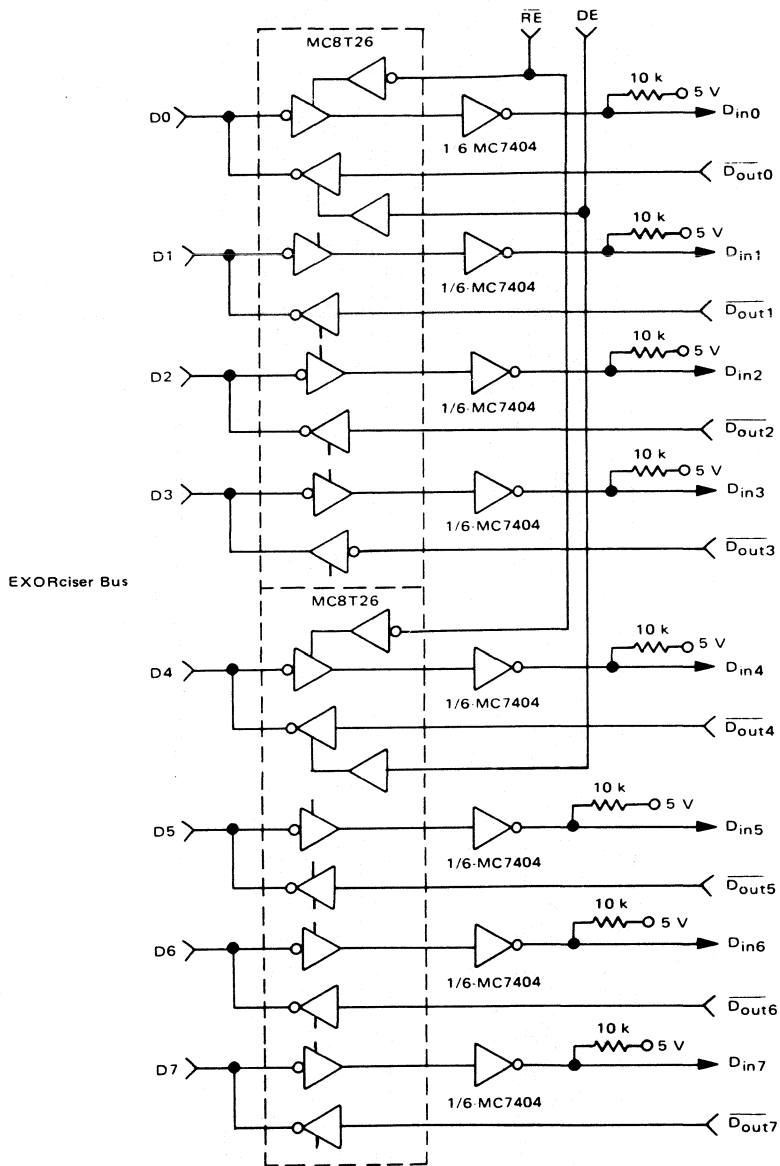 RE DE
MC8T26
10 k
5 V
D0
Din0
1 6 MC7404
Dout0
10 k
5 V
D1
Din1
1/6·MC7404
Dout1
10 k
5 V
D2
Din2
1/6·MC7404
Dout2
10 k
5 V
D3
Din3
1/6·MC7404
Dout3
EXORciser Bus
MC8T26
10 k
5 V
D4
Din4
1/6·MC7404
Dout4
10 k
5 V
D5
Din5
1/6·MC7404
Dout5
10 k
5 V
D6
Din6
1/6·MC7404
Dout6
10 k
5 V
D7
Din7
1/6·MC7404
Dout7